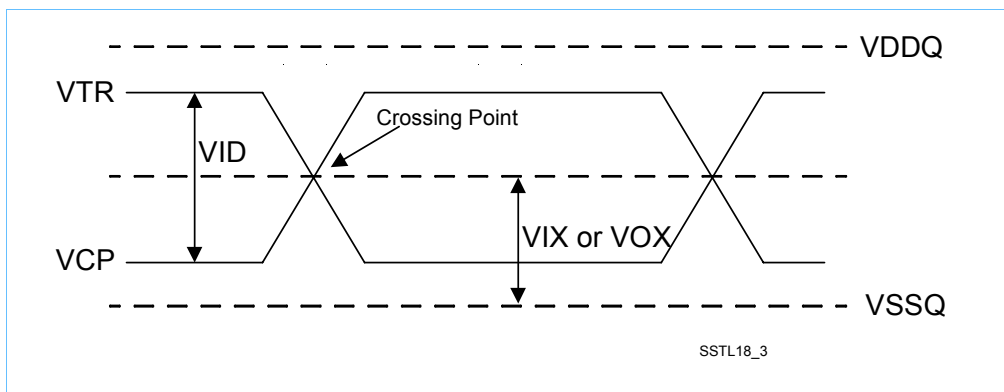 VDDQ
VTR
Crossing Point
VID
VIX or VOX
VCP
VSSQ
SSTL18_3